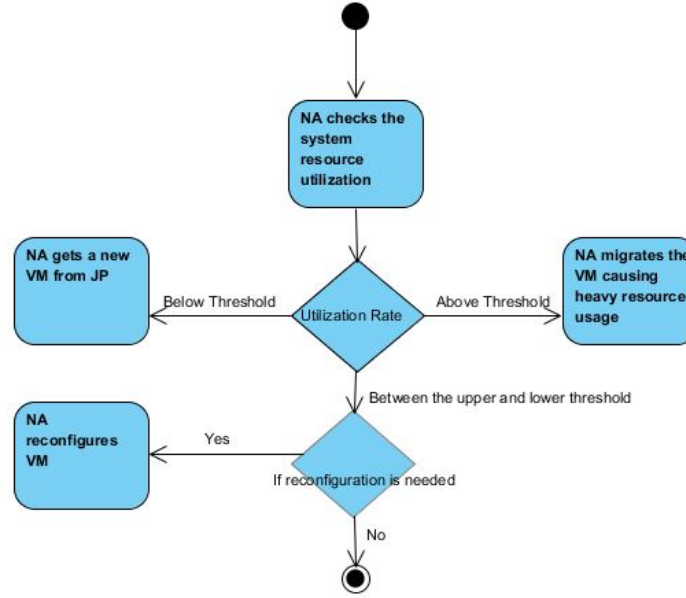 NA checks the
system
resource
utilization
NA gets a new
VM from JP
NA migrates the
VM causing
heavy resource
usage
Below Threshold
Utilization Rate
Above Threshold
Between the upper and lower threshold
NA
reconfigures
VM
Yes
If reconfiguration is needed
No